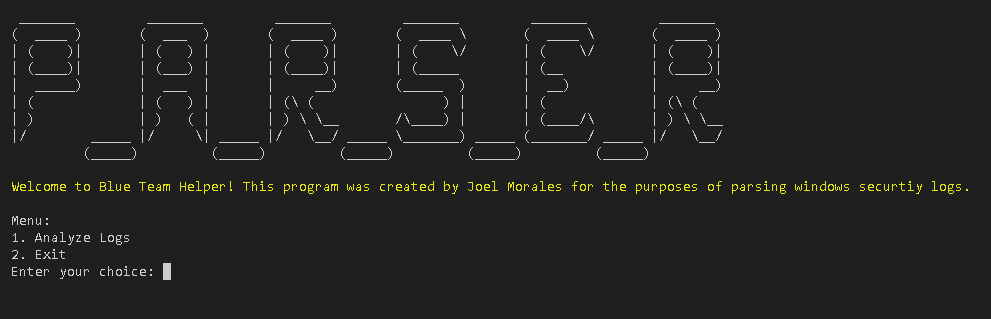 P_A_R_S_E_R
Welcome to Blue Team Helper! This program was created by Joel Morales for the purposes of parsing windows securtiy logs.
Menu:
1. Analyze Logs
2. Exit
Enter your choice: